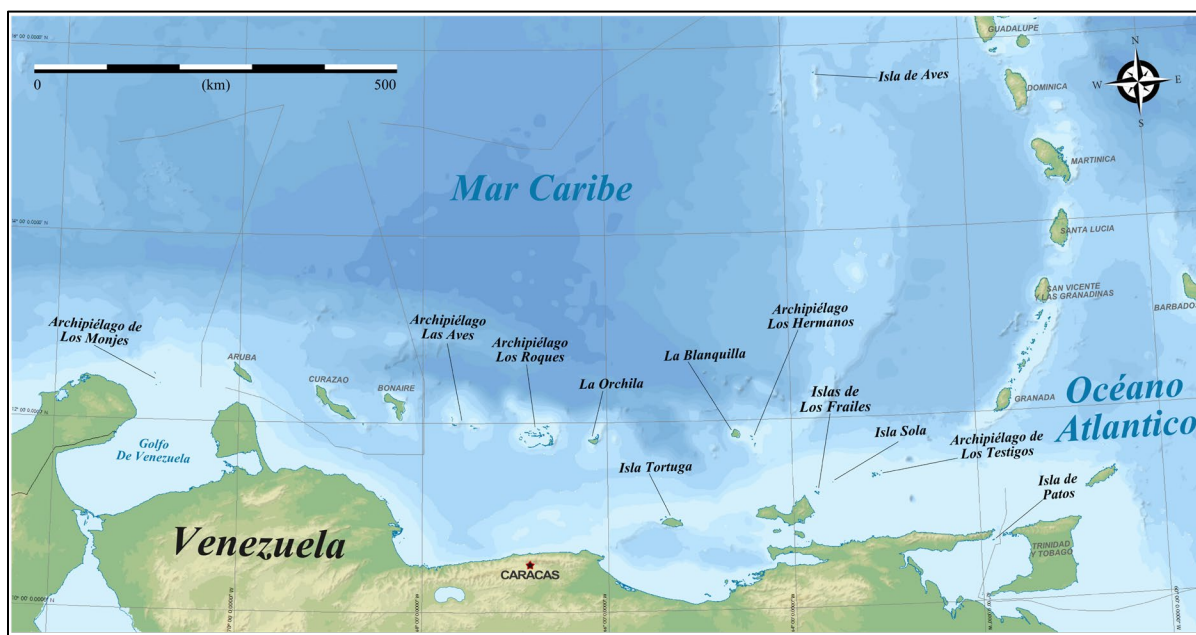 GUADALUPE
Isla de Aves
0
(km)
500
N
W
E
S
DOMINICA
MARTINICA
Mar Caribe
SANTA LUCIA
SAN VICENTE
Y LAS GRANADINAS
BARBADOS
Archipiélago
Los Hermanos
Archipiélago de
Los Monjes
Archipiélago
Las Aves
Archipiélago
Los Roques
La Blanquilla
ARUBA
CURAZAO
BONAIRE
La Orchila
Islas de
Los Frailes
GRANADA
Océano
Atlantico
Isla Sola
Archipiélago de
Los Testigos
Golfo
De Venezuela
Isla Tortuga
Isla de
Patos
Venezuela
CARACAS
TRINIDAD
Y TOBAGO